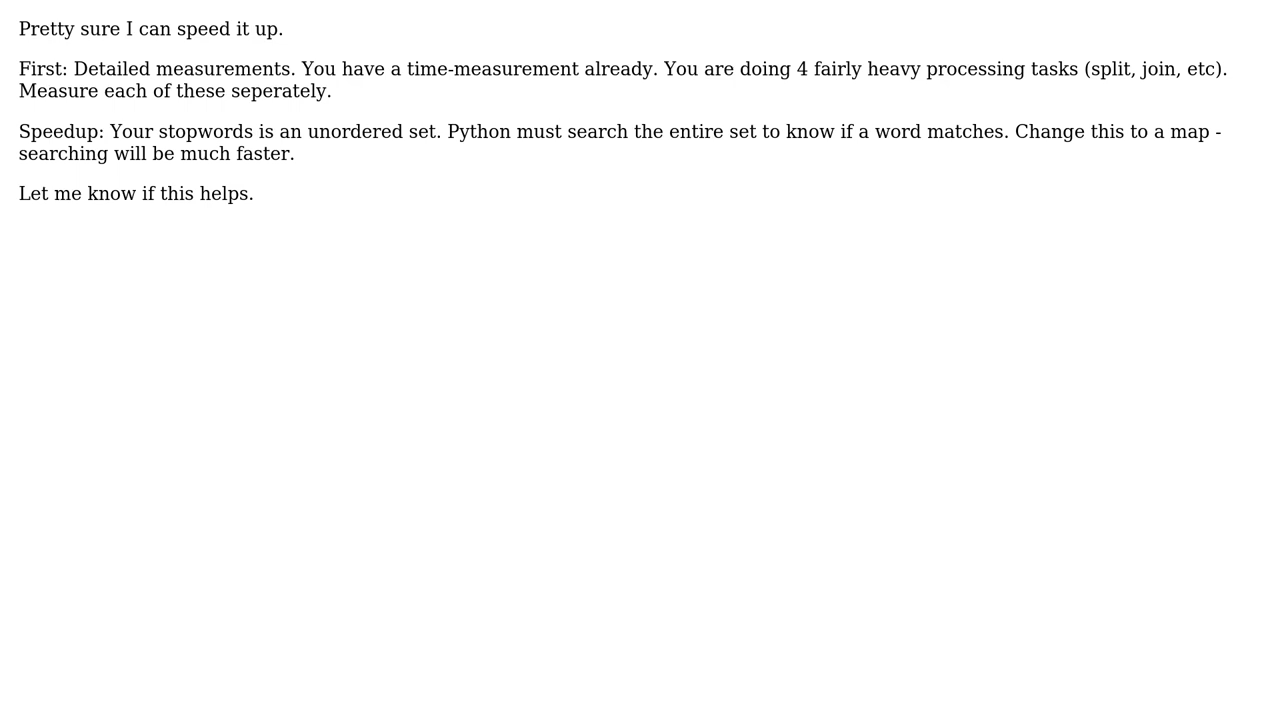 Pretty sure I can speed it up.
First: Detailed measurements. You have a time-measurement already. You are doing 4 fairly heavy processing tasks (split, join, etc).
Measure each of these seperately.
Speedup: Your stopwords is an unordered set. Python must search the entire set to know if a word matches. Change this to a map -
searching will be much faster.
Let me know if this helps.